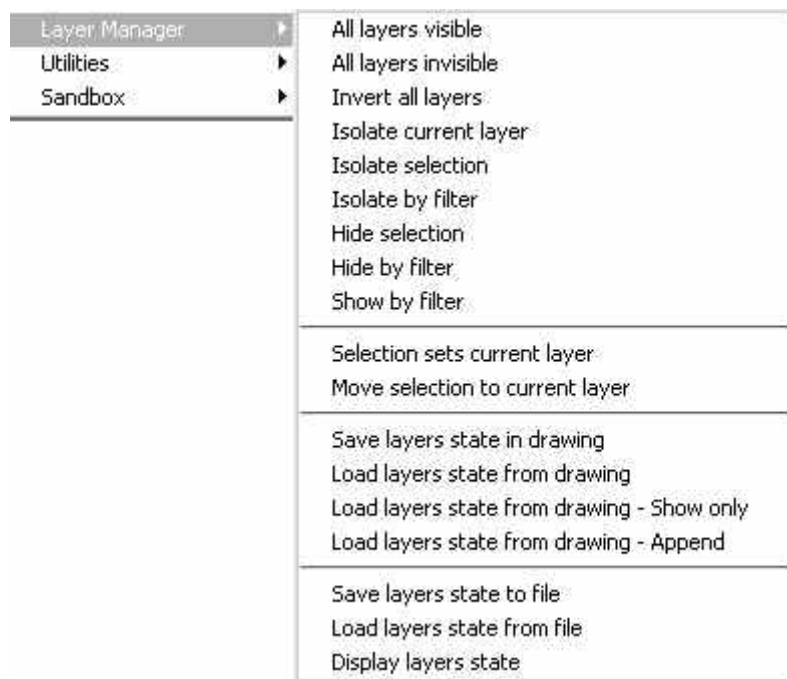 Layer Manager
Utilities
Sandbox
All layers visible
All layers invisible
Invert all layers
Isolate current layer
Isolate selection
Isolate by filter
Hide selection
Hide by filter
Show by filter
Selection sets current layer
Move selection to current layer
Save layers state in drawing
Load layers state from drawing
Load layers state from drawing - Show only
Load layers state from drawing - Append
Save layers state to file
Load layers state from file
Display layers state